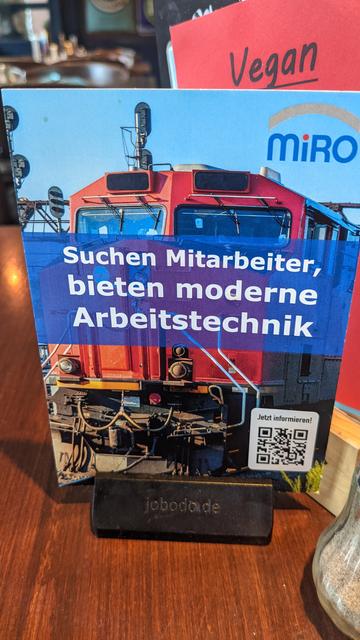 Vegan
miRO
Suchen Mitarbeiter,
bieten moderne
Arbeitstechnik
Jetzt informieren!
jobodo.de